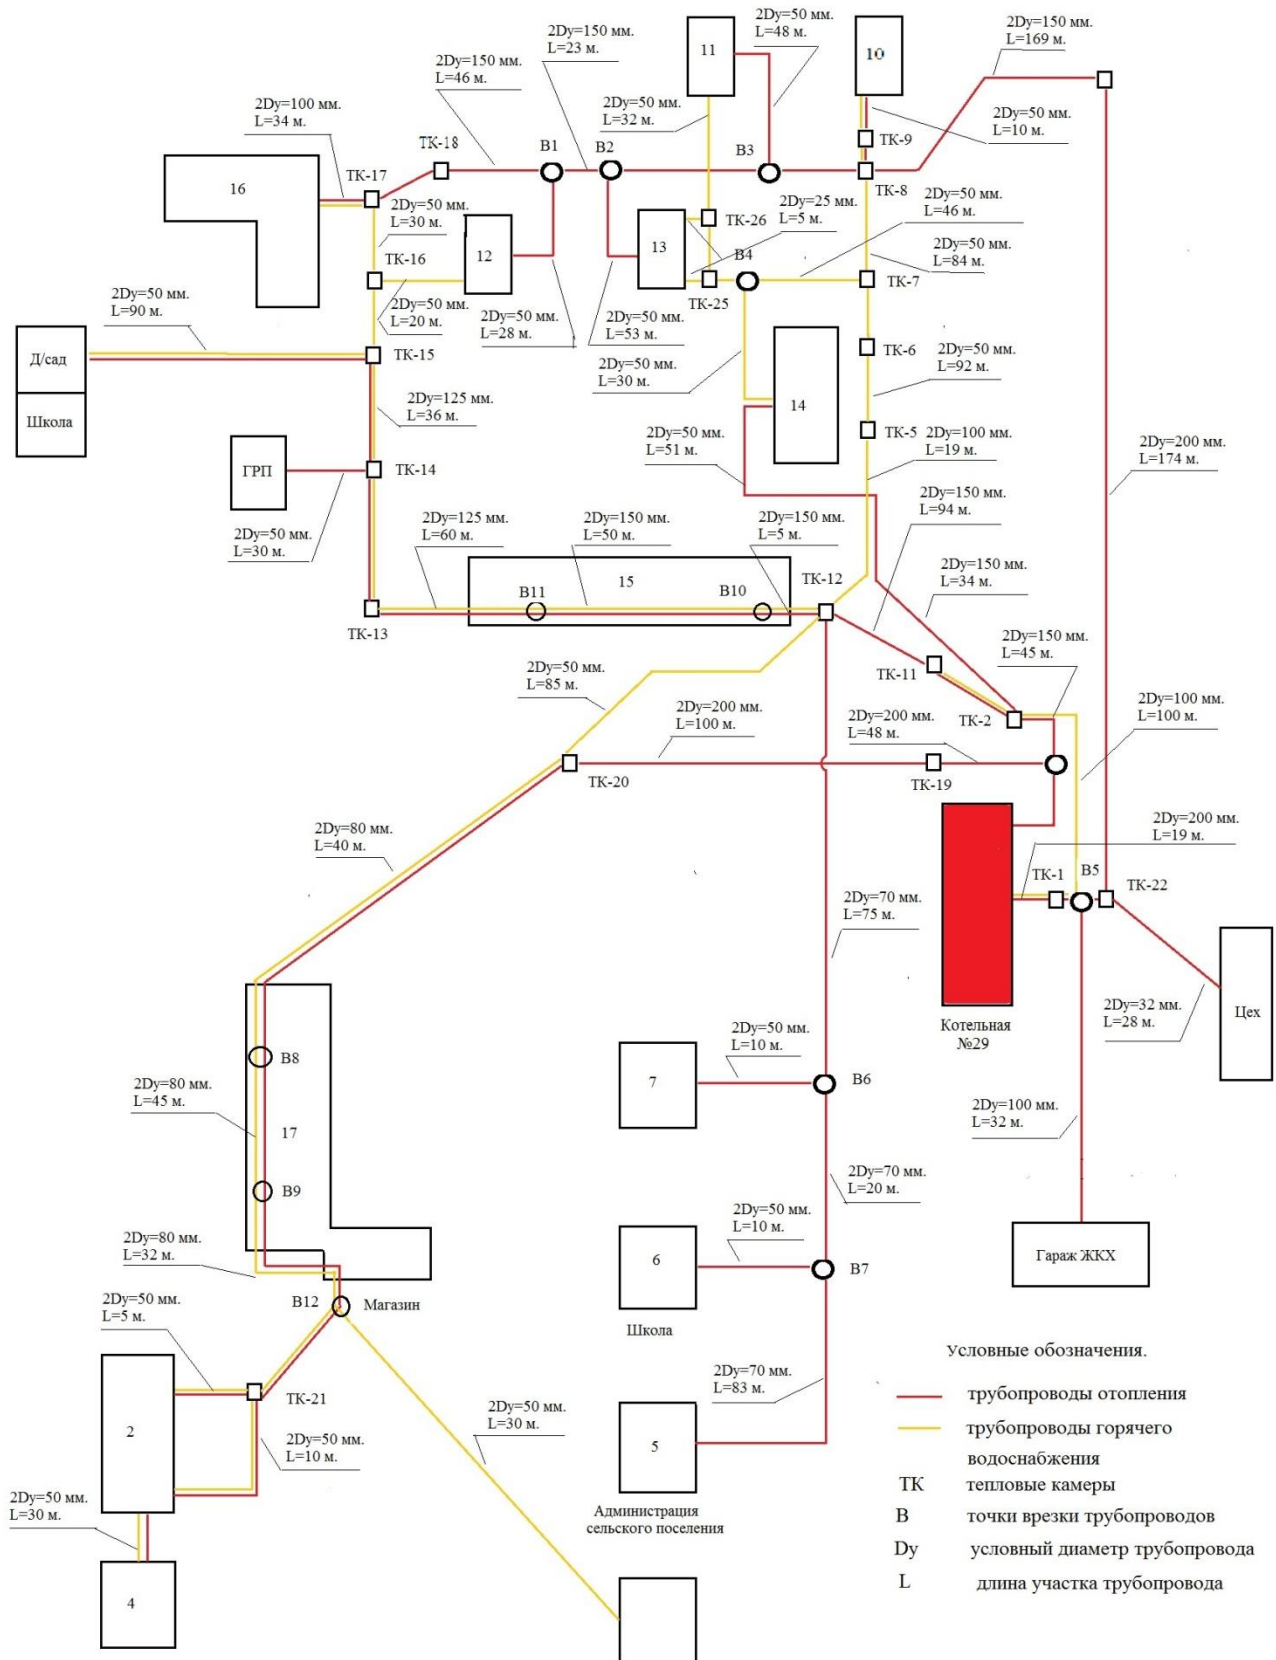 2Dy=50 мм.
L=48 м.
2Dy=150 мм.
L=169 м.
2Dy=150 мм.
L=23 м.
11
10
2Dy=150 мм.
L=46 м.
2Dy=50 мм.
L=32 м.
2Dy=50 мм.
L=10 м.
2Dy=100 мм.
L=34 м.
ТК-18
В1
В2
В3
ТК-9
ТК-8
ТК-17
16
2Dy=50 мм.
L=30 м.
2Dy=25 мм.
L=5 м.
2Dy=50 мм.
L=46 м.
ТК-26
12
13
В4
ТК-16
2Dy=50 мм.
L=84 м.
ТК-25
ТК-7
2Dy=50 мм.
L=90 м.
2Dy=50 мм.
L=20 м.
2Dy=50 мм.
L=28 м.
2Dy=50 мм.
L=53 м.
Д/сад
Школа
ТК-15
ТК-6
2Dy=50 мм.
L=92 м.
2Dy=50 мм.
L=30 м.
14
2Dy=125 мм.
L=36 м.
ТК-5
2Dy=50 мм.
L=51 м.
2Dy=100 мм.
L=19 м.
2Dy=200 мм.
L=174 м.
ГРП
ТК-14
2Dy=150 мм.
L=94 м.
2Dy=50 мм.
L=30 м.
2Dy=125 мм.
L=60 м.
2Dy=150 мм.
L=50 м.
2Dy=150 мм.
L=5 м.
15
ТК-12
2Dy=150 мм.
L=34 м.
В11
В10
ТК-13
2Dy=150 мм.
L=45 м.
2Dy=50 мм.
L=85 м.
ТК-11
2Dy=200 мм.
L=100 м.
ТК-2
2Dy=200 мм.
L=48 м.
2Dy=100 мм.
L=100 м.
ТК-20
ТК-19
2Dy=80 мм.
L=40 м.
2Dy=200 мм.
L=19 м.
ТК-1
В5
ТК-22
2Dy=70 мм.
L=75 м.
Котельная
№29
2Dy=32 мм.
L=28 м.
Цех
В8
2Dy=50 мм.
L=10 м.
7
В6
2Dy=80 мм.
L=45 м.
17
2Dy=100 мм.
L=32 м.
В9
2Dy=70 мм.
L=20 м.
2Dy=50 мм.
L=10 м.
2Dy=80 мм.
L=32 м.
6
В7
Гараж ЖКХ
Школа
2Dy=50 мм.
L=5 м.
В12
Магазин
2Dy=70 мм.
L=83 м.
ТК-21
2
2Dy=50 мм.
L=30 м.
2Dy=50 мм.
L=10 м.
5
Администрация
сельского поселения
2Dy=50 мм.
L=30 м.
4
Условные обозначения.
трубопроводы отопления
трубопроводы горячего
водоснабжения
ТК тепловые камеры
В точки врезки трубопроводов
Dy условный диаметр трубопровода
L длина участка трубопровода